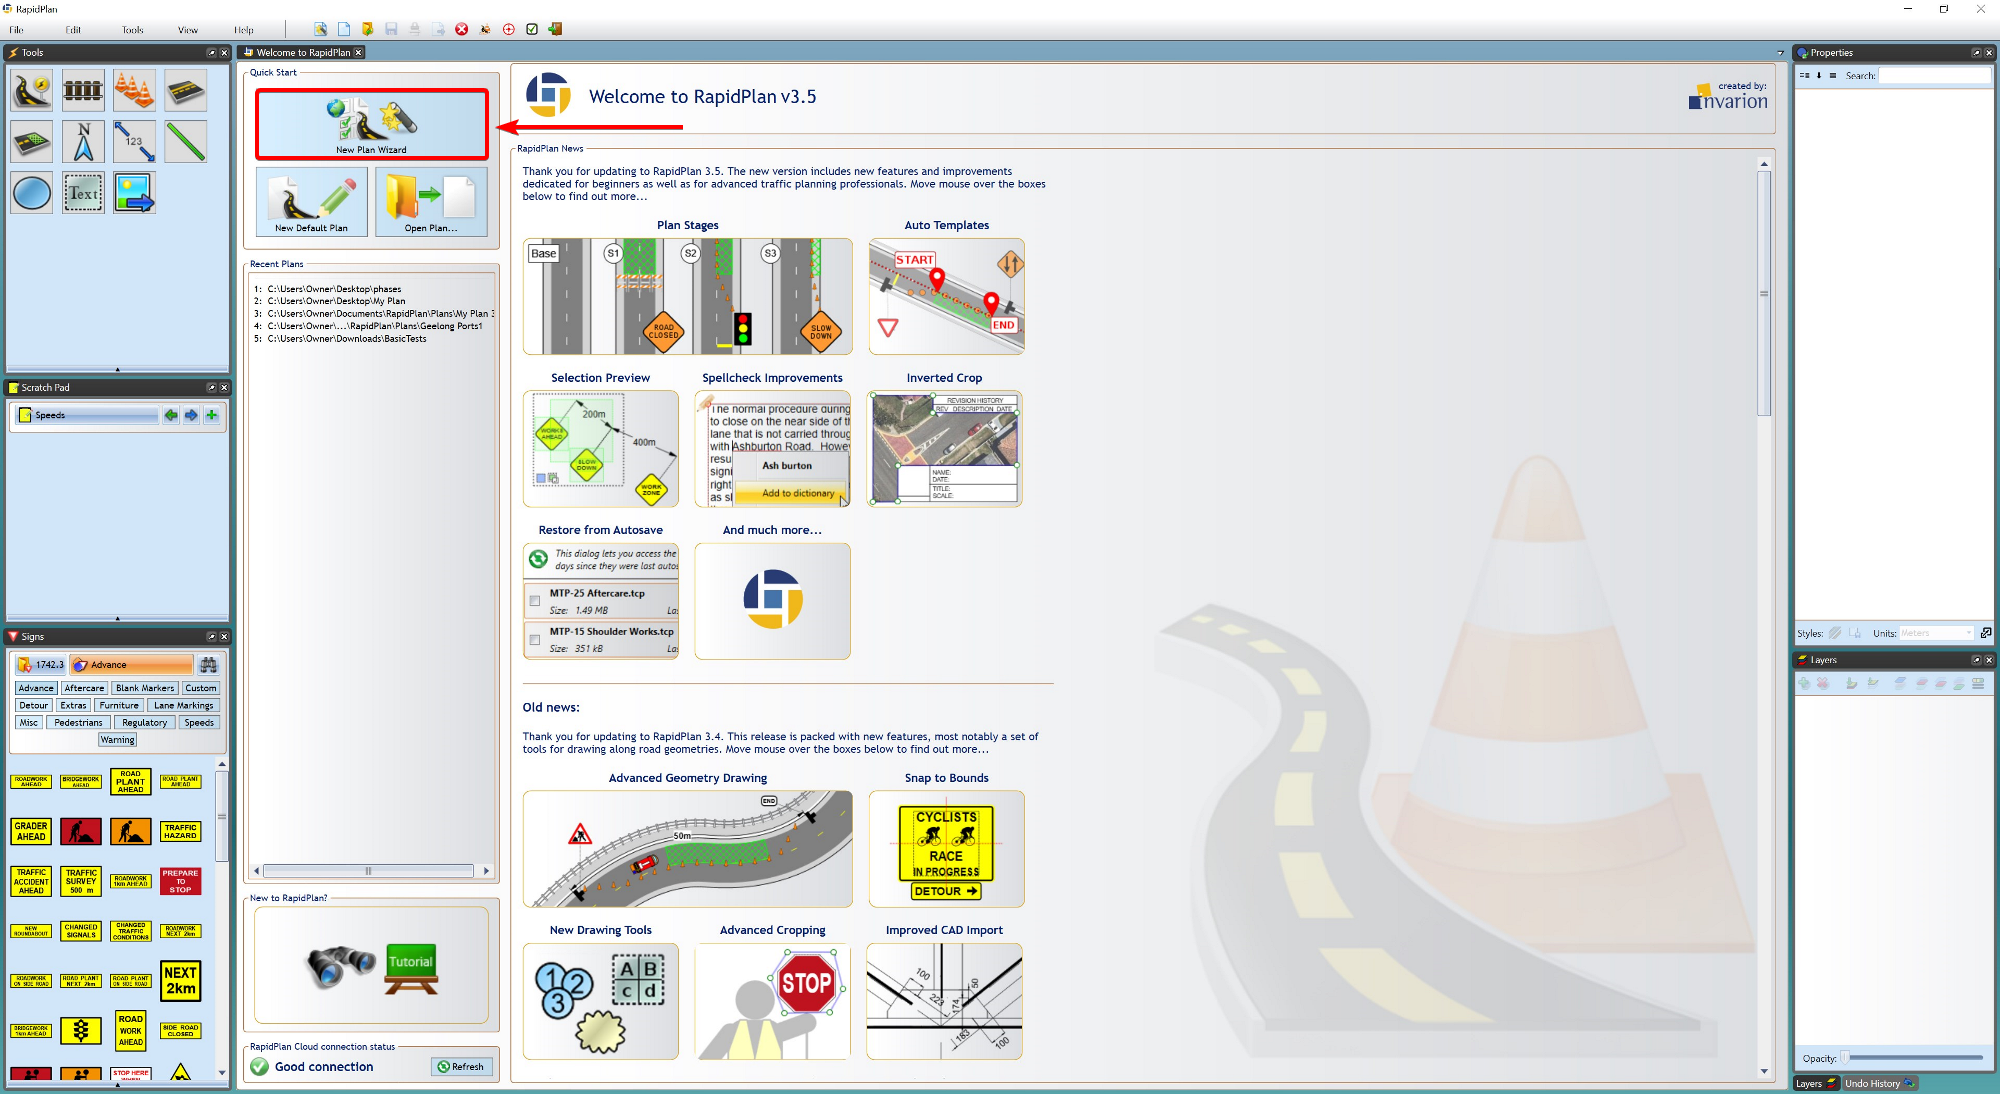 RapidPlan
File Edit Tools View Help
Tools
N
123
Text
Scratch Pad
Speeds
Signs
1742.3 Advance
Advance Aftercare Blank Markers Custom
Detour Extras Furniture Lane Markings
Misc Pedestrians Regulatory Speeds
Warning
ROADWORK AHEAD
BRIDGEWORK AHEAD
ROAD PLANT AHEAD
ROAD PLANT AHEAD
GRADER AHEAD
TRAFFIC HAZARD
TRAFFIC ACCIDENT AHEAD
TRAFFIC SURVEY 500 m
ROADWORK 1km AHEAD
PREPARE TO STOP
NEW ROUNDABOUT
CHANGED SIGNALS
CHANGED TRAFFIC CONDITIONS
ROADWORK NEXT 2km
ROADWORK ON SIDE ROAD
ROAD PLANT NEXT 2km
ROAD PLANT ON SIDE ROAD
NEXT 2km
BRIDGEWORK 1km AHEAD
ROAD WORK AHEAD
SIDE ROAD CLOSED
STOP HERE
Welcome to RapidPlan
Quick Start
New Plan Wizard
New Default Plan
Open Plan...
Recent Plans
1: C:\Users\Owner\Desktop\phases
2: C:\Users\Owner\Desktop\My Plan
3: C:\Users\Owner\Documents\RapidPlan\Plans\My Plan 3
4: C:\Users\Owner\...\RapidPlan\Plans\Geelong Ports1
5: C:\Users\Owner\Downloads\BasicTests
New to RapidPlan?
Tutorial
RapidPlan Cloud connection status
Good connection
Refresh
Welcome to RapidPlan v3.5
created by:
invarion
RapidPlan News
Thank you for updating to RapidPlan 3.5. The new version includes new features and improvements
dedicated for beginners as well as for advanced traffic planning professionals. Move mouse over the boxes
below to find out more...
Plan Stages
Base S1 S2 S3
ROAD CLOSED
SLOW DOWN
Auto Templates
START
END
Selection Preview
200m
400m
WORKS AHEAD
SLOW DOWN
WORK ZONE
Spellcheck Improvements
The normal procedure during
to close on the near side of th
lane that is not carried throug
with Ashburton Road. Howe
resu
signi
right
as sl
Ash burton
Add to dictionary
Inverted Crop
REVISION HISTORY
REV DESCRIPTION DATE
NAME:
DATE:
TITLE:
SCALE:
Restore from Autosave
This dialog lets you access the
days since they were last autos
MTP-25 Aftercare.tcp
Size: 1.49 MB La
MTP-15 Shoulder Works.tcp
Size: 351 kB La
And much more...
Old news:
Thank you for updating to RapidPlan 3.4. This release is packed with new features, most notably a set of
tools for drawing along road geometries. Move mouse over the boxes below to find out more...
Advanced Geometry Drawing
END
50m
Snap to Bounds
CYCLISTS
RACE
IN PROGRESS
DETOUR
New Drawing Tools
1 2 3
A B
c d
Advanced Cropping
STOP
Improved CAD Import
100
223
174
50
183
100
Properties
Search:
Styles: Units: Meters
Layers
Opacity:
Layers Undo History